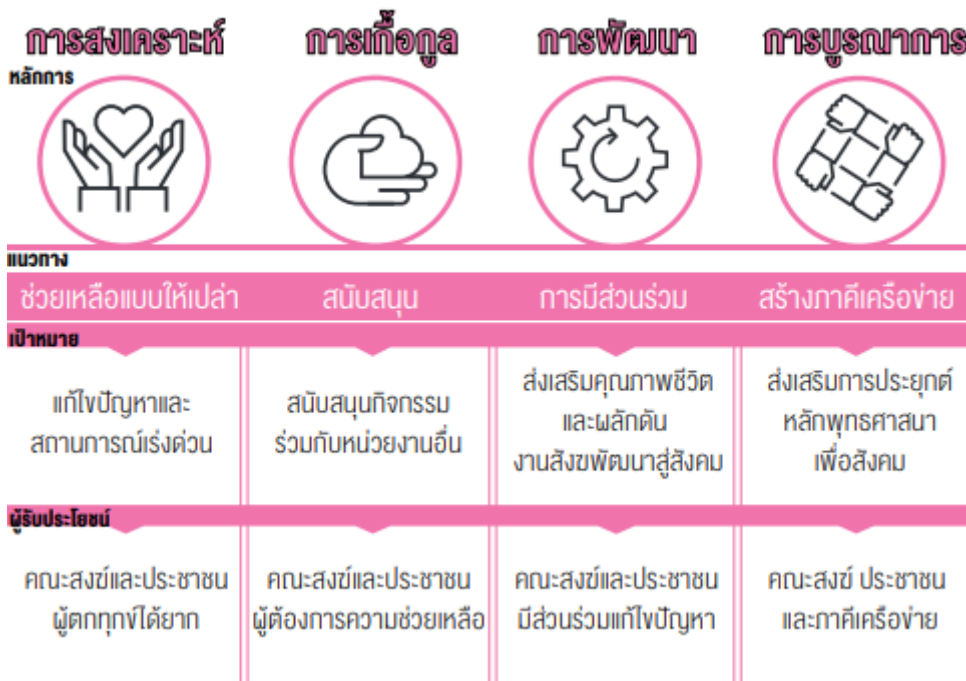 การสงเคราะห์ การเกื้อกูล การพัฒนา การบูรณาการ
หลักการ
แนวทาง
ช่วยเหลือแบบให้เปล่า สนับสนุน การมีส่วนร่วม สร้างภาคีเครือข่าย
เป้าหมาย
แก้ไขปัญหาและ
สถานการณ์เร่งด่วน
สนับสนุนกิจกรรม
ร่วมกับหน่วยงานอื่น
ส่งเสริมคุณภาพชีวิต
และผลักดัน
งานสังฆพัฒนาสู่สังคม
ส่งเสริมการประยุกต์
หลักพุทธศาสนา
เพื่อสังคม
ผู้รับประโยชน์
คณะสงฆ์และประชาชน
ผู้ตกทุกข์ได้ยาก
คณะสงฆ์และประชาชน
ผู้ต้องการความช่วยเหลือ
คณะสงฆ์และประชาชน
มีส่วนร่วมแก้ไขปัญหา
คณะสงฆ์ ประชาชน
และภาคีเครือข่าย